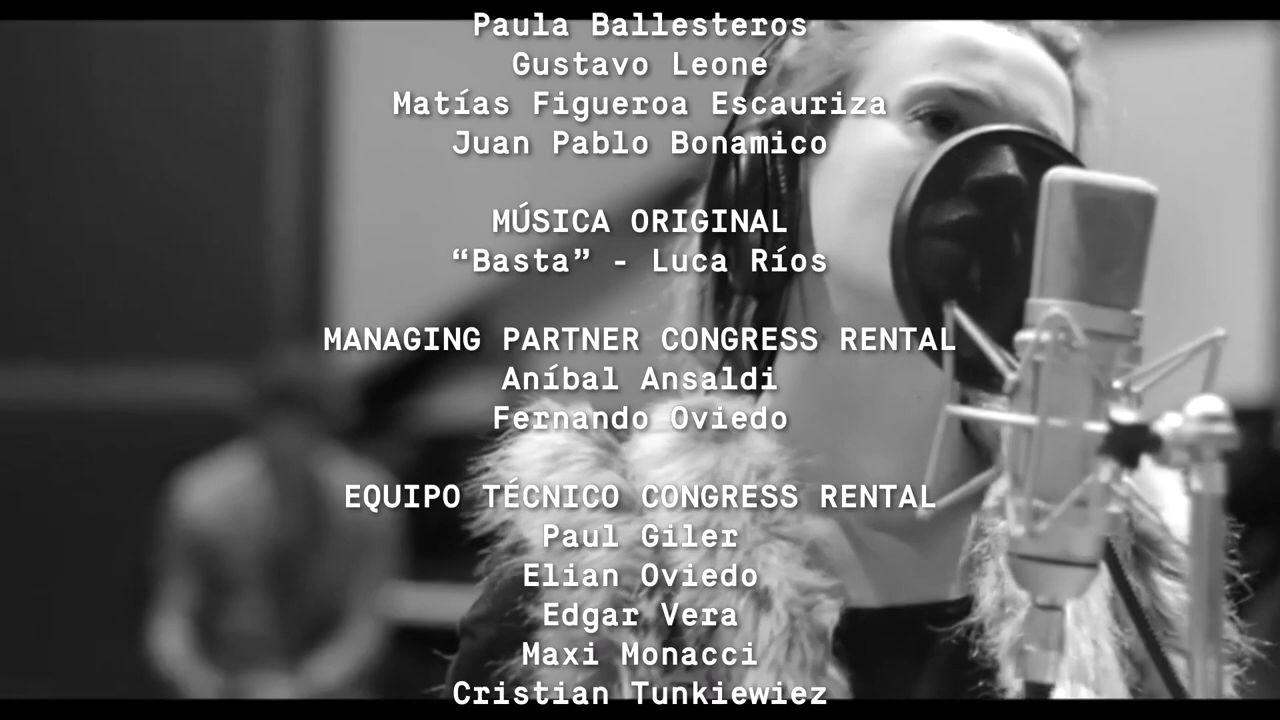 Paula Ballesteros
Gustavo Leone
Matías Figueroa Escauriza
Juan Pablo Bonamico
MÚSICA ORIGINAL
“Basta” - Luca Ríos
MANAGING PARTNER CONGRESS RENTAL
Aníbal Ansaldi
Fernando Oviedo
EQUIPO TÉCNICO CONGRESS RENTAL
Paul Giler
Elian Oviedo
Edgar Vera
Maxi Monacci
Cristian Tunkiewiez